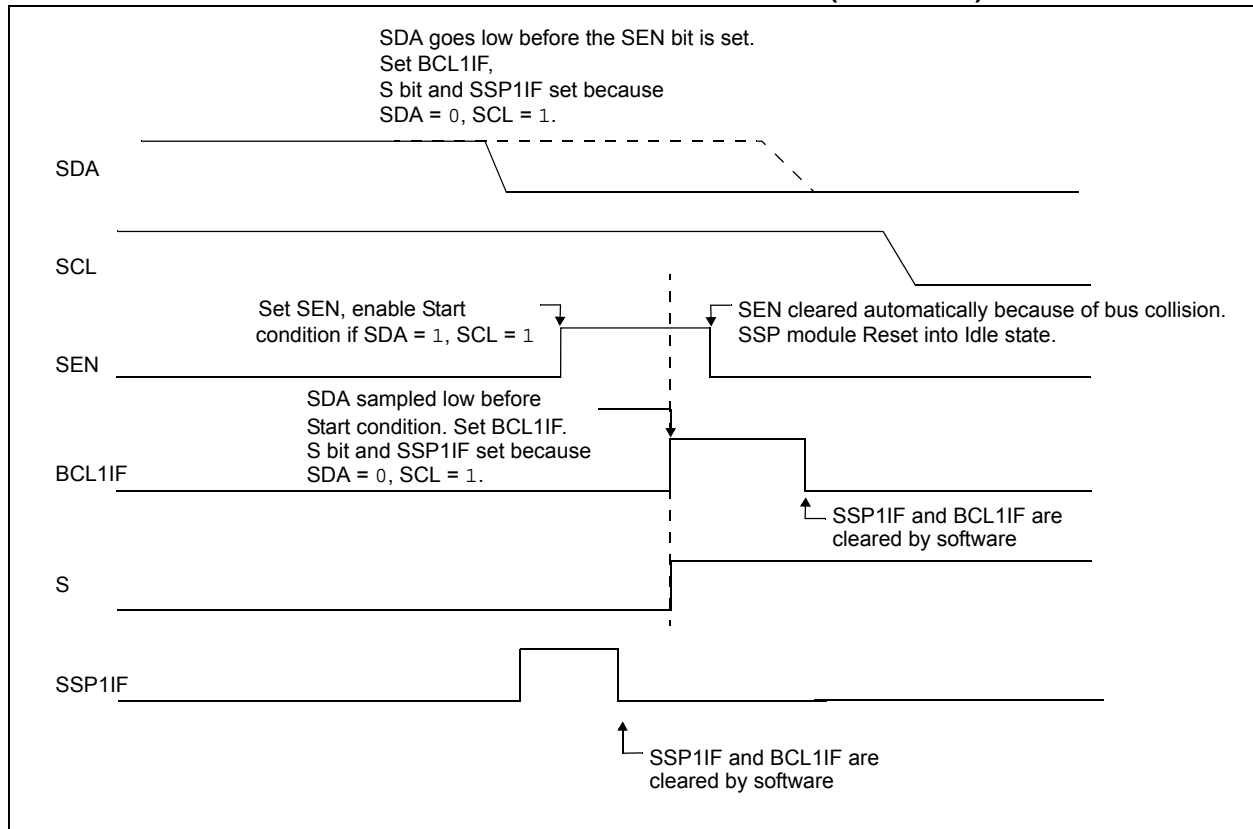 SDA goes low before the SEN bit is set.
Set BCL1IF,
S bit and SSP1IF set because
SDA = 0, SCL = 1.
SDA
SCL
Set SEN, enable Start
condition if SDA = 1, SCL = 1
SEN cleared automatically because of bus collision.
SSP module Reset into Idle state.
SEN
SDA sampled low before
Start condition. Set BCL1IF.
S bit and SSP1IF set because
SDA = 0, SCL = 1.
BCL1IF
SSP1IF and BCL1IF are
cleared by software
S
SSP1IF
SSP1IF and BCL1IF are
cleared by software